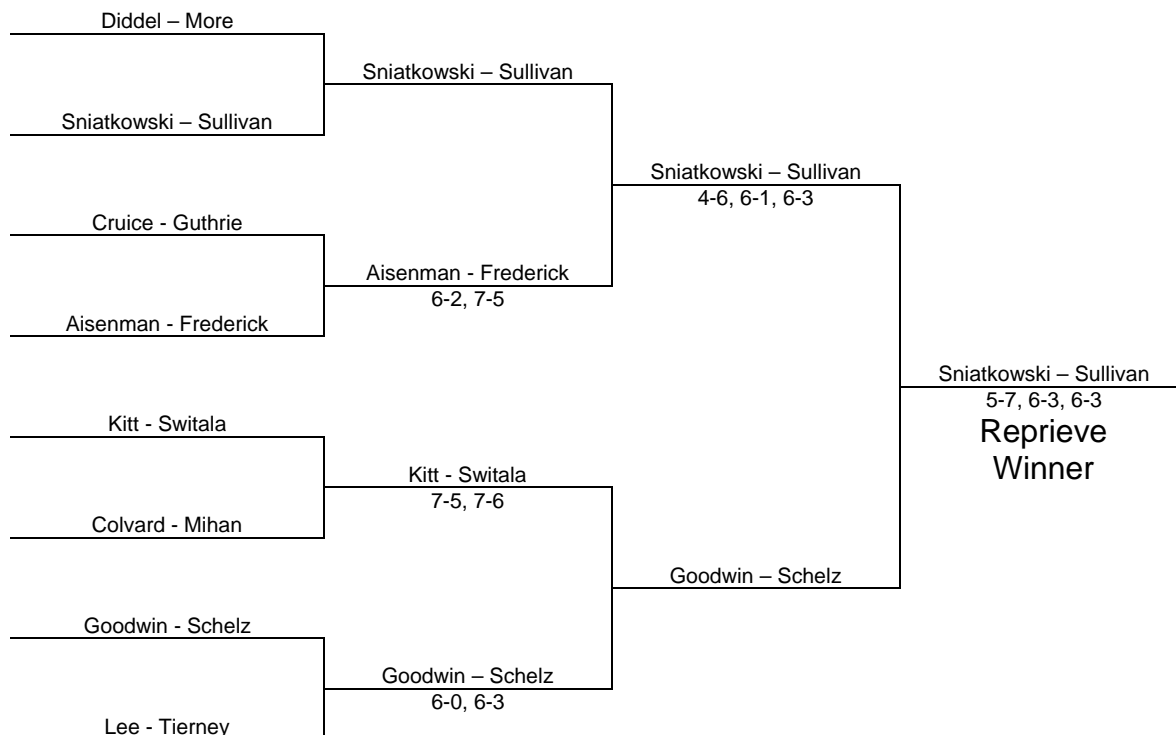 Diddel – More
Sniatkowski – Sullivan
Sniatkowski – Sullivan
Sniatkowski – Sullivan
4-6, 6-1, 6-3
Cruice - Guthrie
Aisenman - Frederick
6-2, 7-5
Aisenman - Frederick
Sniatkowski – Sullivan
5-7, 6-3, 6-3
Reprieve
Winner
Kitt - Switala
Kitt - Switala
7-5, 7-6
Colvard - Mihan
Goodwin – Schelz
Goodwin - Schelz
Goodwin – Schelz
6-0, 6-3
Lee - Tierney